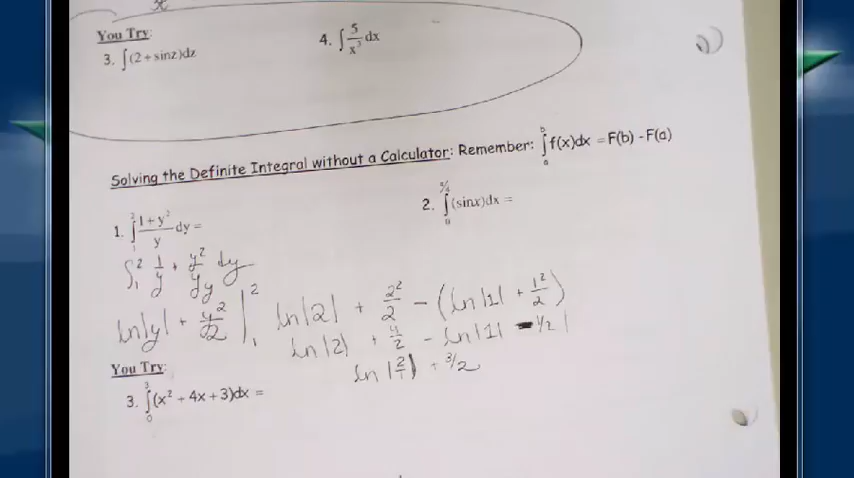 You Try:
3. ∫(2+sinz)dz
4. ∫ 5/x³ dx
Solving the Definite Integral without a Calculator: Remember: ∫f(x)dx = F(b) - F(a)
1. ∫ 1+y²/y dy =
2. ∫(sinx)dx =
∫₁² 1/y + y²/y dy
ln|y| + y²/2 |₁² ln|2| + 2²/2 - (ln|1| + 1²/2)
ln|2| + 4/2 - ln|1| - 1/2
ln|2/1| + 3/2
You Try:
3. ∫₀³(x² + 4x + 3)dx =